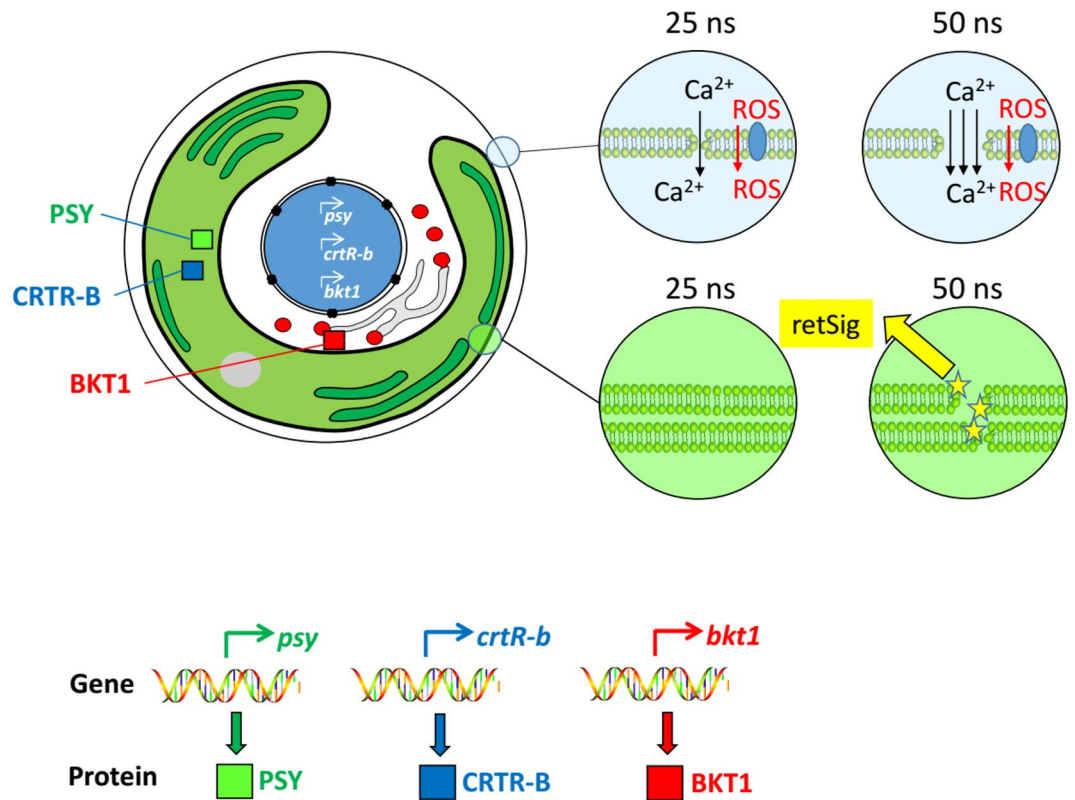 25 ns
50 ns
Ca2+
ROS
Ca2+
ROS
Ca2+
ROS
Ca2+
ROS
PSY
CRTR-B
BKT1
psy
crtR-b
bkt1
25 ns
50 ns
retSig
psy
crtR-b
bkt1
Gene
Protein
PSY
CRTR-B
BKT1